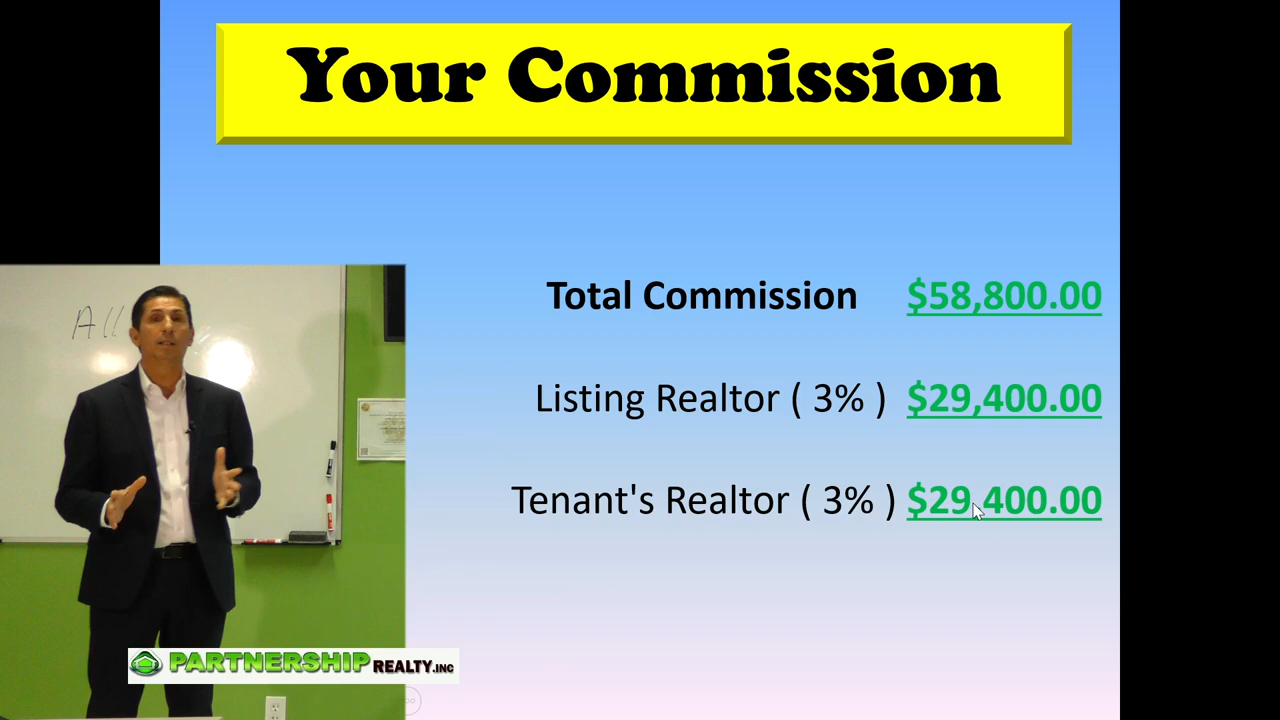 Your Commission
Total Commission $58,800.00
Listing Realtor ( 3% ) $29,400.00
Tenant's Realtor ( 3% ) $29,400.00
All
PARTNERSHIP REALTY.INC